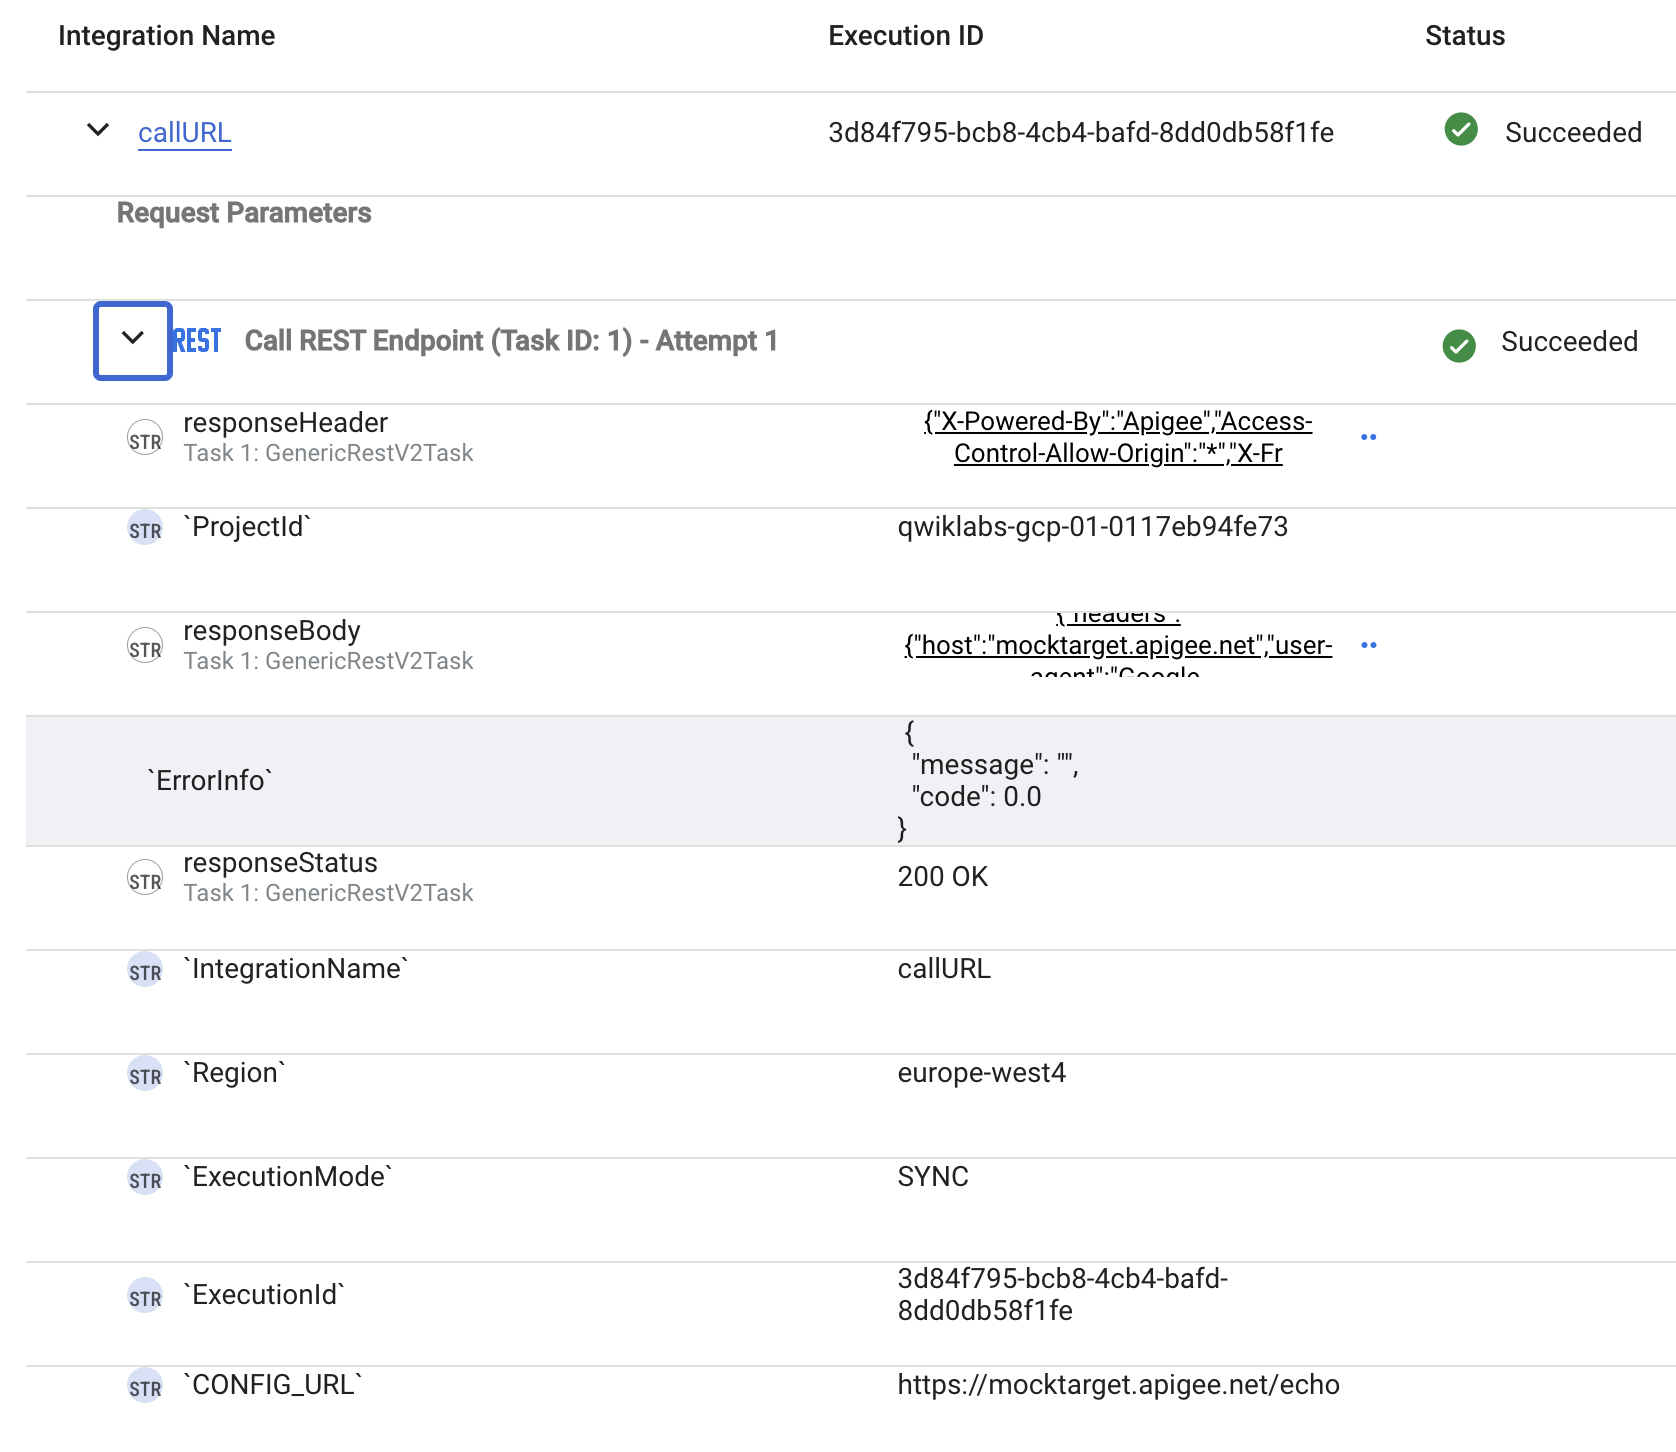 Integration Name Execution ID Status
callURL 3d84f795-bcb8-4cb4-bafd-8dd0db58f1fe Succeeded
Request Parameters
REST Call REST Endpoint (Task ID: 1) - Attempt 1 Succeeded
STR responseHeader
Task 1: GenericRestV2Task
{"X-Powered-By":"Apigee","Access-
Control-Allow-Origin":"*","X-Fr
STR `ProjectId` qwiklabs-gcp-01-0117eb94fe73
STR responseBody
Task 1: GenericRestV2Task
{"headers":
{"host":"mocktarget.apigee.net","user-
agent":"Google
`ErrorInfo`
{
"message": "",
"code": 0.0
}
STR responseStatus
Task 1: GenericRestV2Task
200 OK
STR `IntegrationName` callURL
STR `Region` europe-west4
STR `ExecutionMode` SYNC
STR `ExecutionId`
3d84f795-bcb8-4cb4-bafd-
8dd0db58f1fe
STR `CONFIG_URL` https://mocktarget.apigee.net/echo